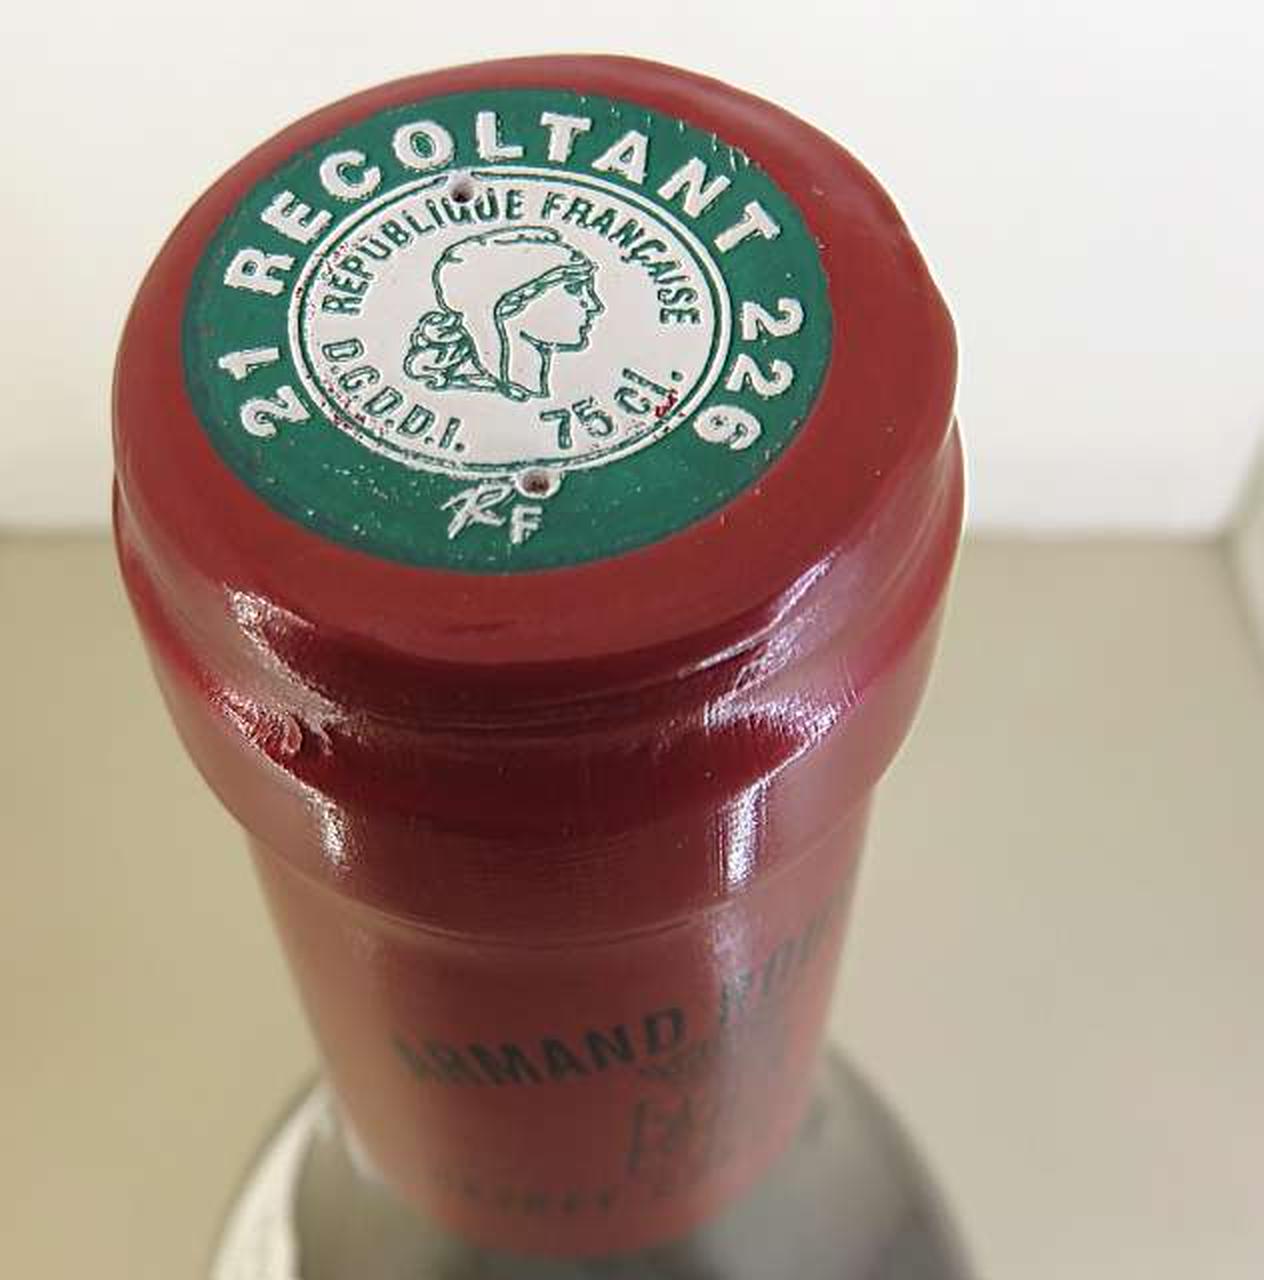 21 RECOLTANT 226
RÉPUBLIQUE FRANÇAISE
D.G.D.D.I. 75 Cl.
RF
ARMAND